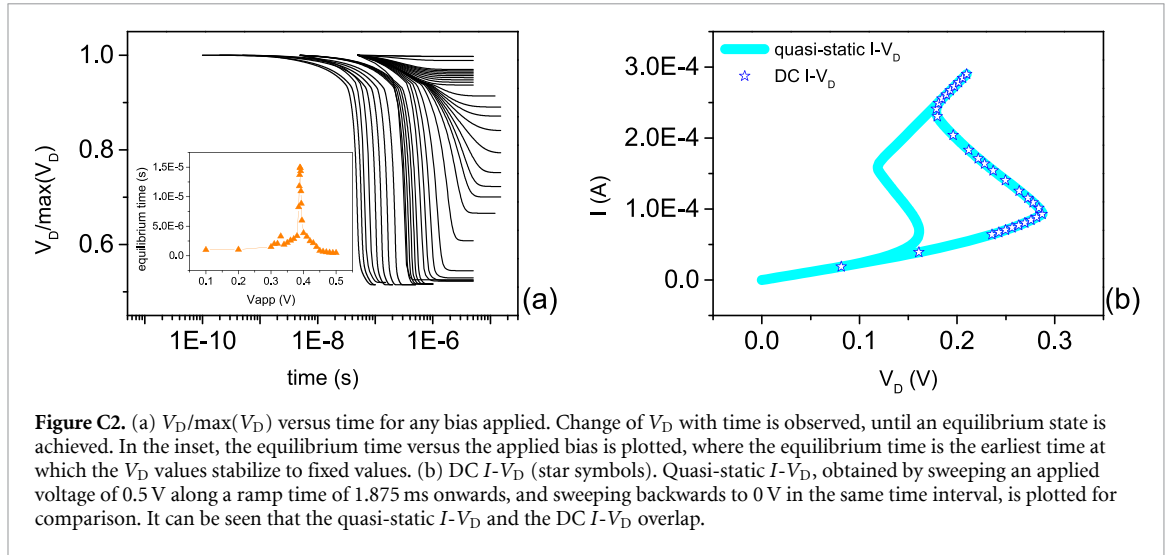 1.0
0.9
0.8
0.7
0.6
V_D/max(V_D)
1E-10
1E-8
1E-7
1E-6
time (s)
1,5E-5
1.0E-5
5.0E-6
0.0
equilibrium time (s)
0.1 0.2 0.3 0.4 0.5
Vapp (V)
(a)
quasi-static I-V_D
DC I-V_D
3.0E-4
2.0E-4
1.0E-4
0.0
I (A)
0.0 0.1 0.2 0.3
V_D (V)
(b)
Figure C2. (a) V_D/max(V_D) versus time for any bias applied. Change of V_D with time is observed, until an equilibrium state is
achieved. In the inset, the equilibrium time versus the applied bias is plotted, where the equilibrium time is the earliest time at
which the V_D values stabilize to fixed values. (b) DC I-V_D (star symbols). Quasi-static I-V_D, obtained by sweeping an applied
voltage of 0.5 V along a ramp time of 1.875 ms onwards, and sweeping backwards to 0 V in the same time interval, is plotted for
comparison. It can be seen that the quasi-static I-V_D and the DC I-V_D overlap.